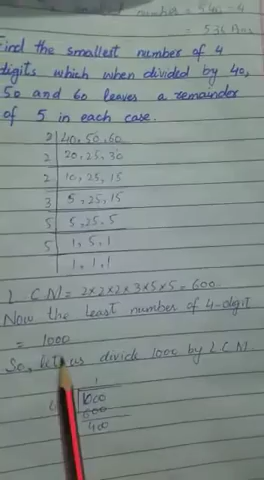 number = 540 - 4
= 536 Ans
Find the smallest number of 4
digits which when divided by 40,
50 and 60 leaves a remainder
of 5 in each case.
2 | 40, 50, 60
2 | 20, 25, 30
2 | 10, 25, 15
3 | 5, 25, 15
5 | 5, 25, 5
5 | 1, 5, 1
1, 1, 1
L CM = 2×2×2×3×5×5 = 600.
Now the Least number of 4-digit
= 1000
So, let us divide 1000 by L C M.
1
1000
600
400